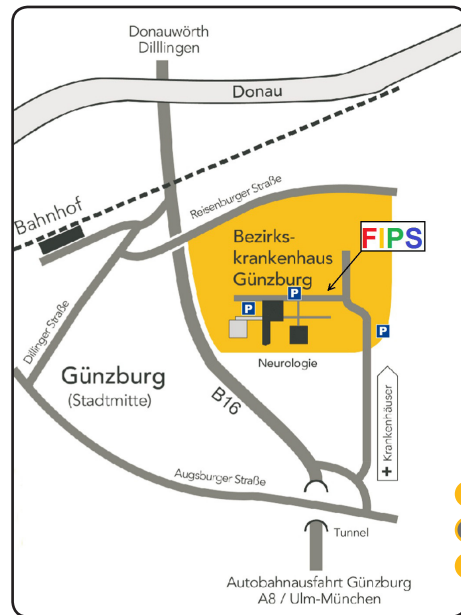 Donauwörth
Dilllingen
Donau
Reisenburger Straße
Bahnhof
Bezirks-
krankenhaus
Günzburg
FIPS
P
P
P
Neurologie
Dillinger Straße
Günzburg
(Stadtmitte)
B16
+ Krankenhäuser
Augsburger Straße
Tunnel
Autobahnausfahrt Günzburg
A8 / Ulm-München